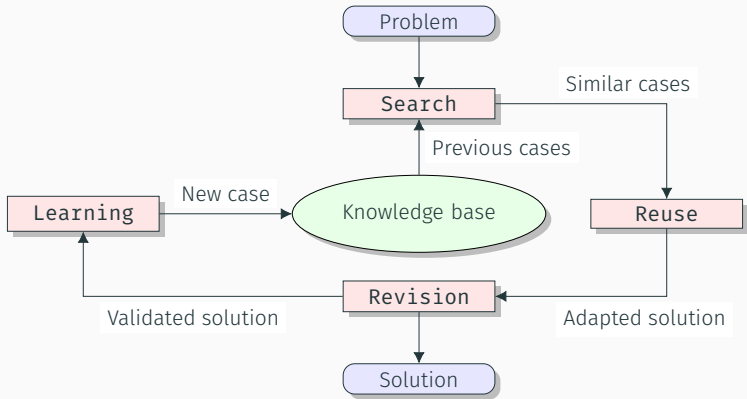 Problem
Search
Similar cases
Previous cases
New case
Learning
Knowledge base
Reuse
Revision
Validated solution
Adapted solution
Solution